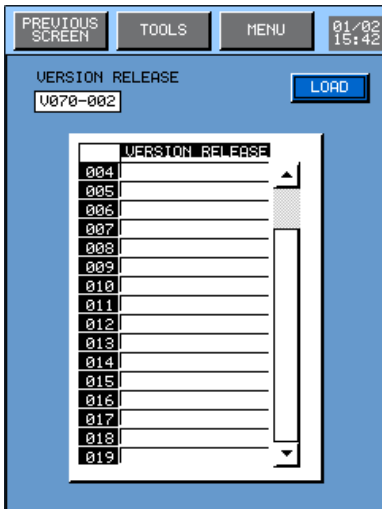 PREVIOUS
SCREEN
TOOLS
MENU
01/02
15:42
VERSION RELEASE
LOAD
V070-002
VERSION RELEASE
004
005
006
007
008
009
010
011
012
013
014
015
016
017
018
019